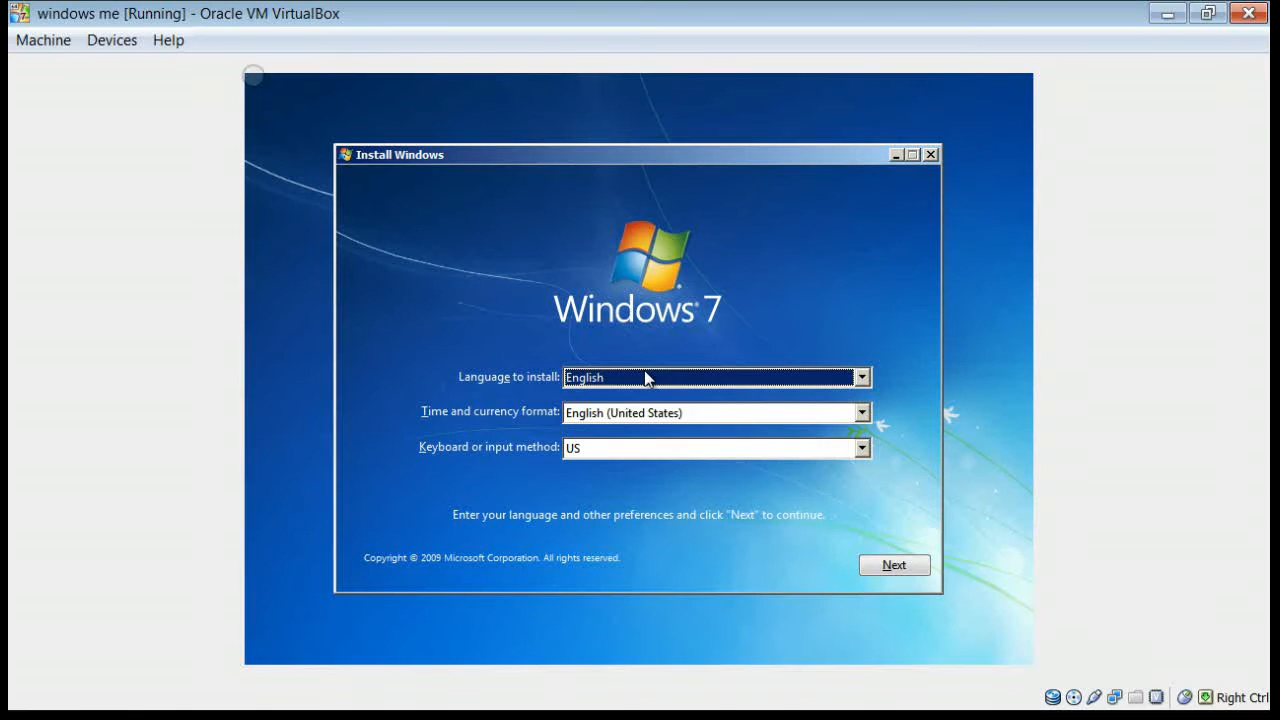 windows me [Running] - Oracle VM VirtualBox
Machine Devices Help
Install Windows
Windows 7
Language to install: English
Time and currency format: English (United States)
Keyboard or input method: US
Enter your language and other preferences and click "Next" to continue.
Copyright © 2009 Microsoft Corporation. All rights reserved.
Next
Right Ctrl